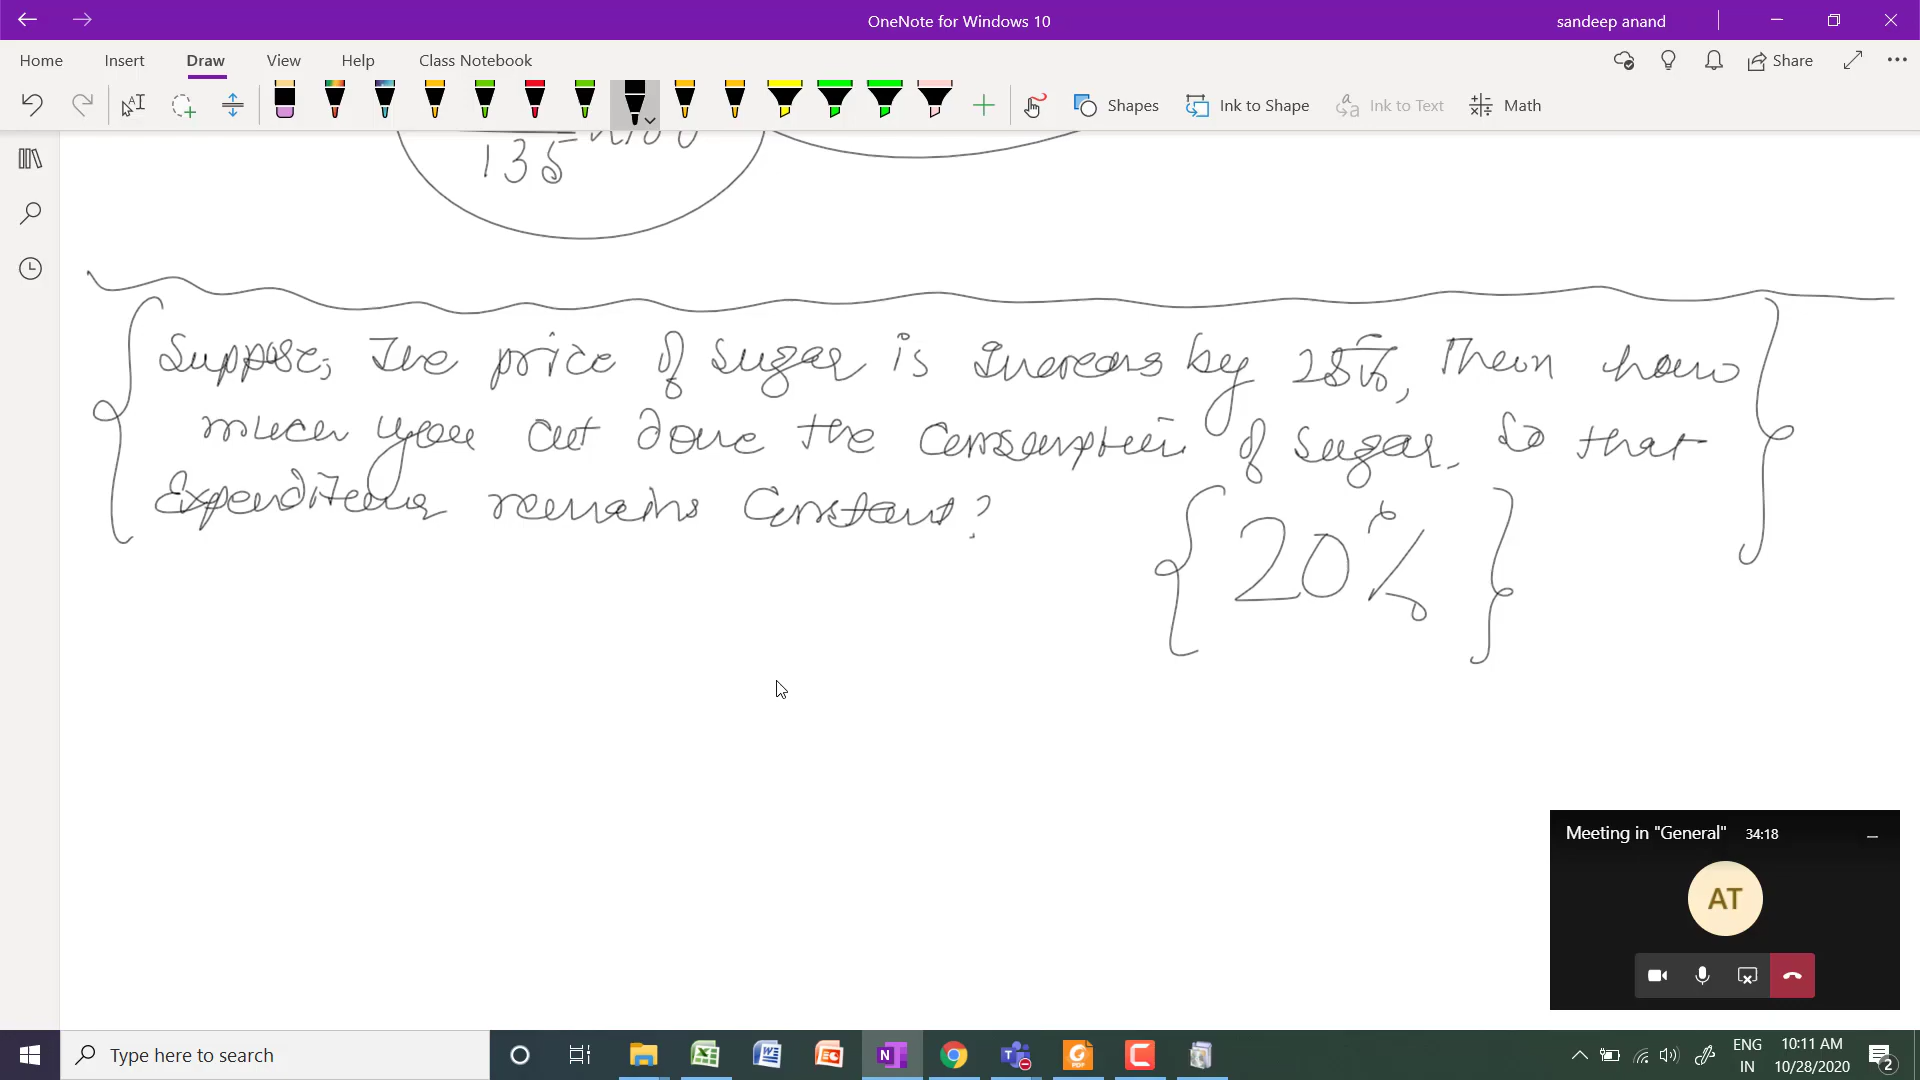 OneNote for Windows 10
sandeep anand
Home Insert Draw View Help Class Notebook
Share
Shapes Ink to Shape Ink to Text Math
135
Suppose, The price of sugar is Increas by 25%, Then how
much you cut done the Consumption of sugar. So that
Expenditeur remains Constant?
{20%}
Meeting in "General" 34:18
AT
Type here to search
ENG
IN
10:11 AM
10/28/2020
2